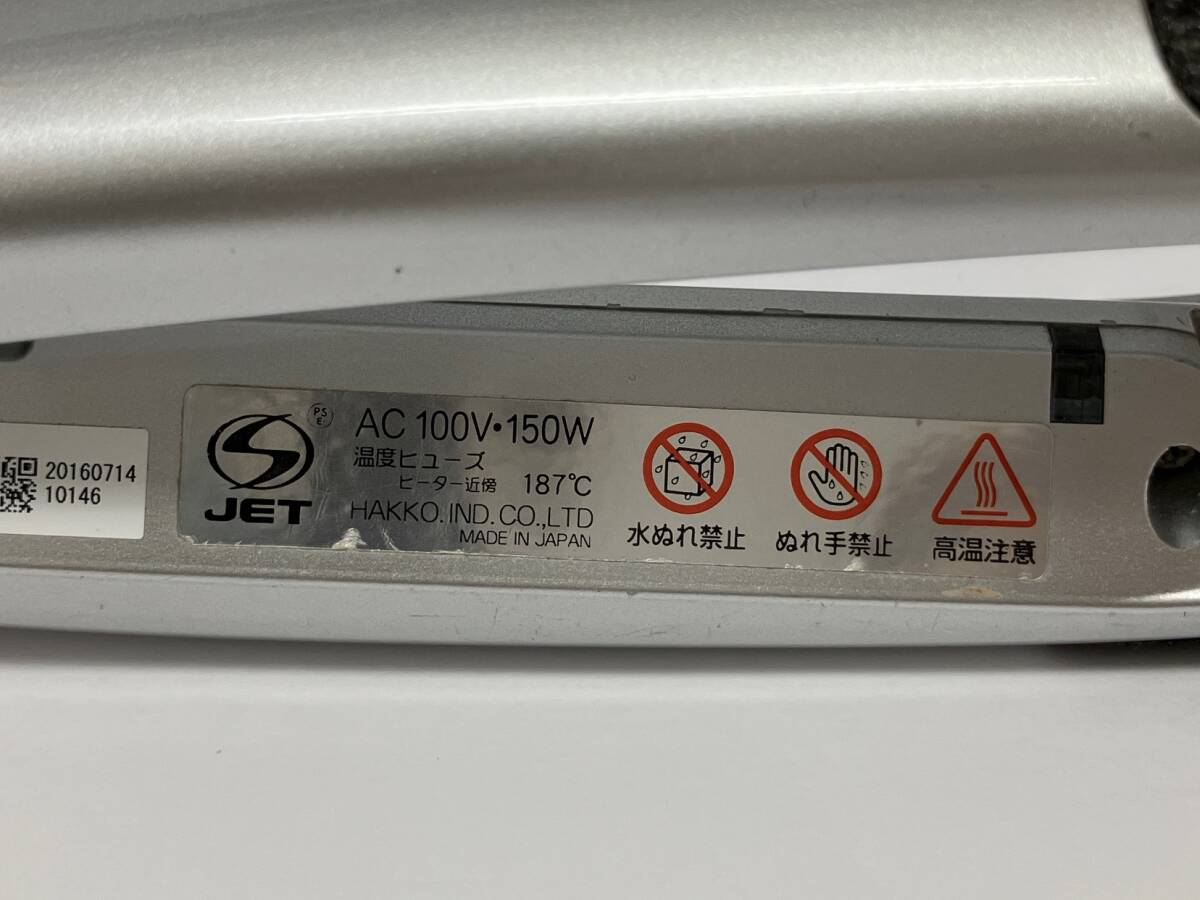 20160714
10146
PS
E
JET
AC 100V•150W
温度ヒューズ
ヒーター近傍 187℃
HAKKO. IND. CO.,LTD
MADE IN JAPAN
水ぬれ禁止
ぬれ手禁止
高温注意